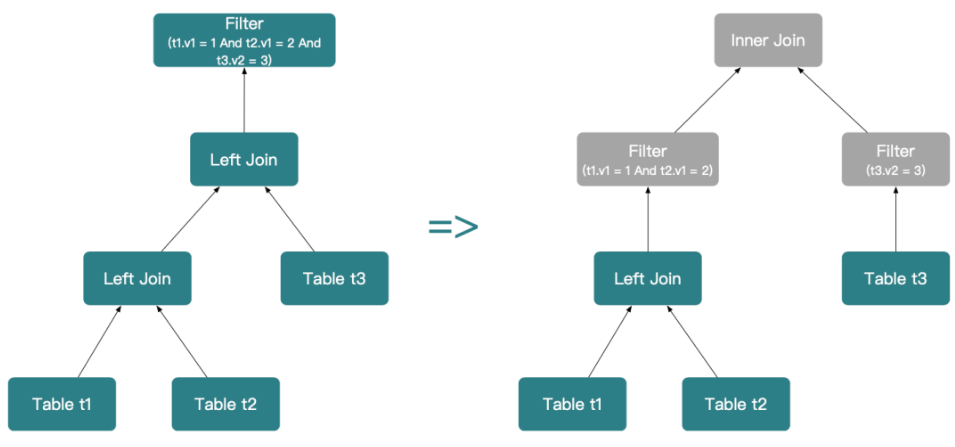 Filter
(t1.v1 = 1 And t2.v1 = 2 And
t3.v2 = 3)
Left Join
Left Join
Table t3
Table t1
Table t2
=>
Inner Join
Filter
(t1.v1 = 1 And t2.v1 = 2)
Filter
(t3.v2 = 3)
Left Join
Table t3
Table t1
Table t2